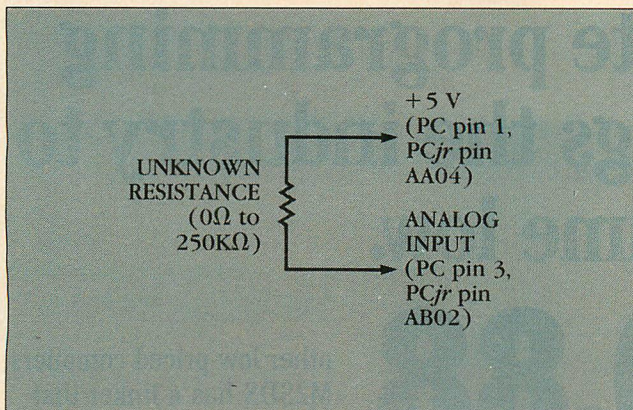 +5 V
(PC pin 1,
PCjr pin
AA04)
UNKNOWN
RESISTANCE
(0Ω to
250KΩ)
ANALOG
INPUT
(PC pin 3,
PCjr pin
AB02)